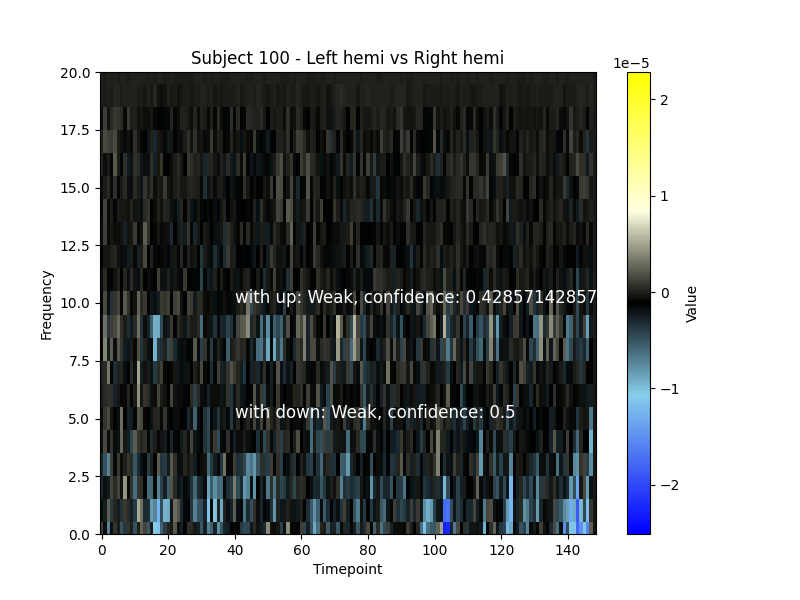 Subject 100 - Left hemi vs Right hemi
1e−5
20.0
17.5
15.0
12.5
10.0
7.5
5.0
2.5
0.0
Frequency
with up: Weak, confidence: 0.42857142857
with down: Weak, confidence: 0.5
0 20 40 60 80 100 120 140
Timepoint
2
1
0
−1
−2
Value